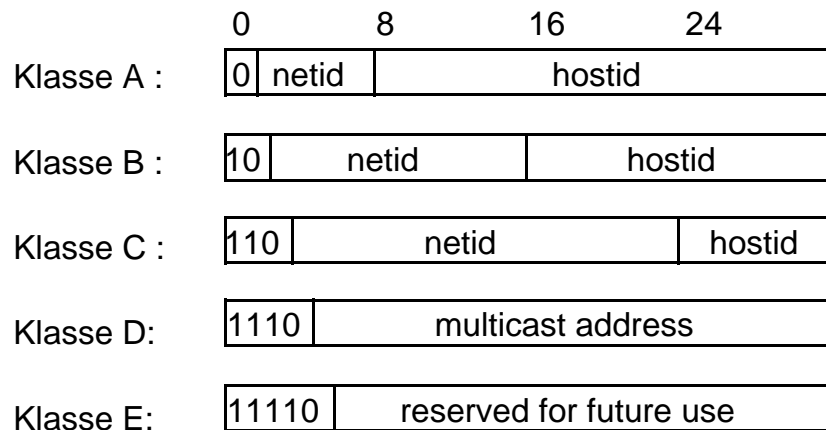 0 8 16 24
Klasse A : 0 netid hostid
Klasse B : 10 netid hostid
Klasse C : 110 netid hostid
Klasse D: 1110 multicast address
Klasse E: 11110 reserved for future use